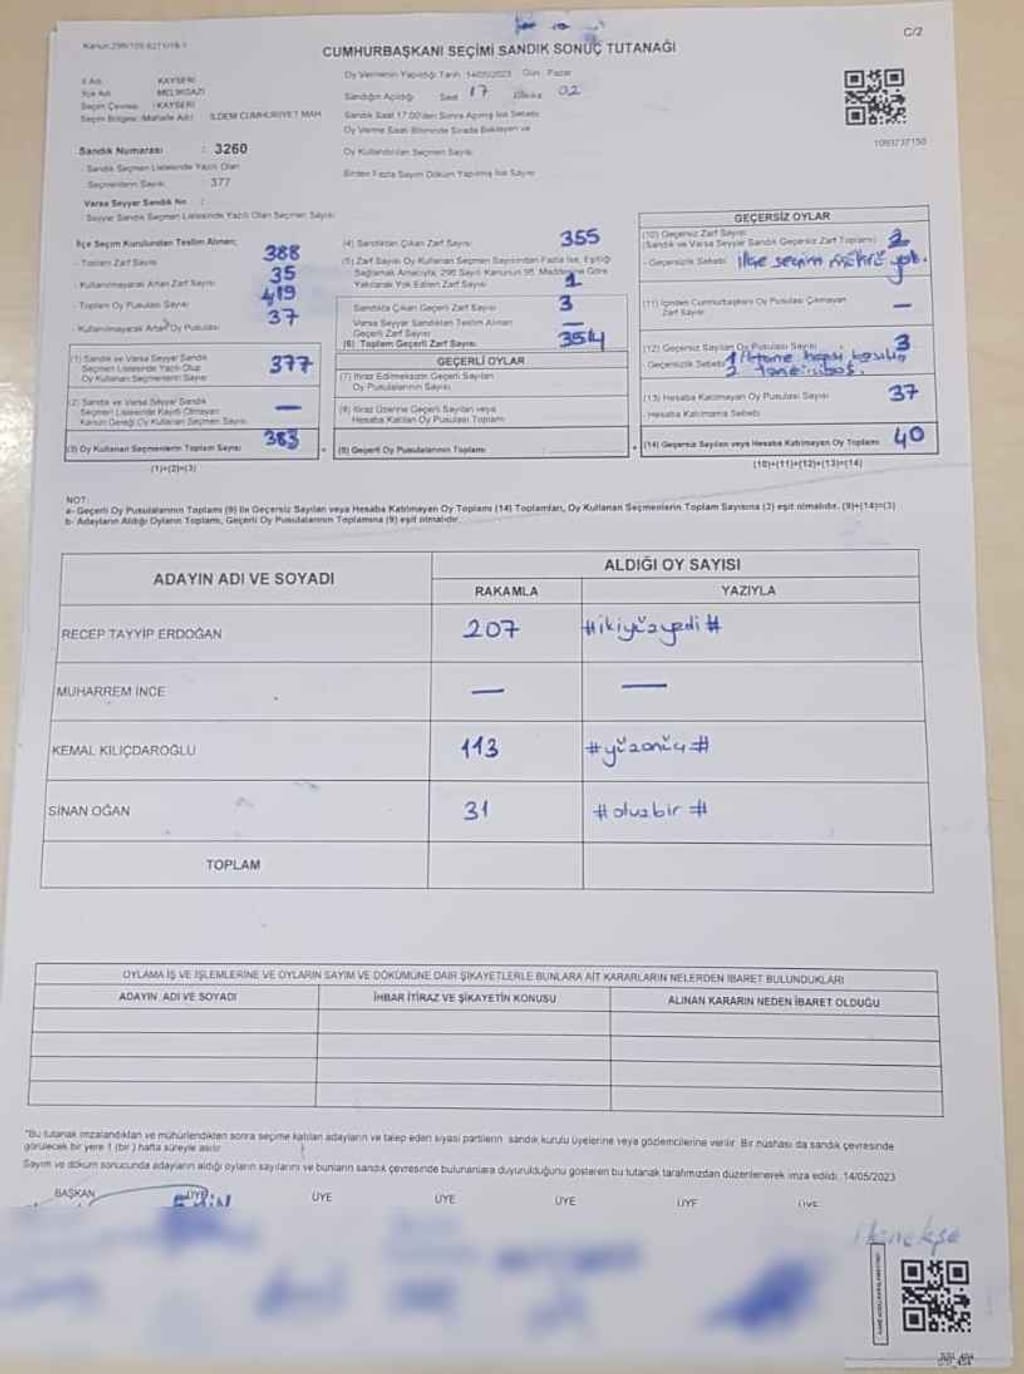 C/2
CUMHURBAŞKANI SEÇİMİ SANDIK SONUÇ TUTANAĞI
İl Adı : KAYSERİ
İlçe Adı : MELİKGAZİ
Seçim Çevresi : KAYSERİ
Seçim Bölgesi (Mahalle Adı) : İLDEM CUMHURİYET MAH
Sandık Numarası : 3260
Sandık Seçmen Listesinde Yazılı Olan
Seçmenlerin Sayısı 377
Varsa Seyyar Sandık No :
Seyyar Sandık Seçmen Listesinde Yazılı Olan Seçmen Sayısı
Oy Vermenin Yapıldığı Tarih 14/05/2023 Gün Pazar
Sandığın Açıldığı Saat 17 Dakika 02
Sandık Saat 17.00'den Sonra Açılmış İse Sebebi
Oy Verme Saati Bitiminde Sırada Bekleyen ve
Oy Kullandırılan Seçmen Sayısı
Birden Fazla Sayım Döküm Yapılmış İse Sayısı
1093737150
İlçe Seçim Kurulundan Teslim Alınan;
- Toplam Zarf Sayısı 388
- Kullanılmayarak Artan Zarf Sayısı 35
- Toplam Oy Pusulası Sayısı 419
- Kullanılmayarak Artan Oy Pusulası 37
(1) Sandık ve Varsa Seyyar Sandık
Seçmen Listesinde Yazılı Olup
Oy Kullanan Seçmenlerin Sayısı 377
(2) Sandık ve Varsa Seyyar Sandık
Seçmen Listesinde Kayıtlı Olmayan
Kanun Gereği Oy Kullanan Seçmen Sayısı —
(3) Oy Kullanan Seçmenlerin Toplam Sayısı 383
(1)+(2)=(3)
(4) Sandıktan Çıkan Zarf Sayısı 355
(5) Zarf Sayısı Oy Kullanan Seçmen Sayısından Fazla İse, Eşitliği
Sağlamak Amacıyla, 298 Sayılı Kanunun 98. Maddesine Göre
Yakılarak Yok Edilen Zarf Sayısı 1
Sandıkta Çıkan Geçerli Zarf Sayısı 3
Varsa Seyyar Sandıktan Teslim Alınan
Geçerli Zarf Sayısı —
(6) Toplam Geçerli Zarf Sayısı 354
GEÇERLİ OYLAR
(7) İtiraz Edilmeksizin Geçerli Sayılan
Oy Pusulalarının Sayısı
(8) İtiraz Üzerine Geçerli Sayılan veya
Hesaba Katılan Oy Pusulası Toplamı
(9) Geçerli Oy Pusulalarının Toplamı
GEÇERSİZ OYLAR
(10) Geçersiz Zarf Sayısı
(Sandık ve Varsa Seyyar Sandık Geçersiz Zarf Toplamı)
- Geçersizlik Sebebi ilçe seçim mührü yok.
(11) İçinden Cumhurbaşkanı Oy Pusulası Çıkmayan
Zarf Sayısı —
(12) Geçersiz Sayılan Oy Pusulası Sayısı 3
- Geçersizlik Sebebi
(13) Hesaba Katılmayan Oy Pusulası Sayısı 37
- Hesaba Katılmama Sebebi
(14) Geçersiz Sayılan veya Hesaba Katılmayan Oy Toplamı 40
(10)+(11)+(12)+(13)=(14)
NOT:
a- Geçerli Oy Pusulalarının Toplamı (9) ile Geçersiz Sayılan veya Hesaba Katılmayan Oy Toplamı (14) Toplamları, Oy Kullanan Seçmenlerin Toplam Sayısına (3) eşit olmalıdır. (9)+(14)=(3)
b- Adayların Aldığı Oyların Toplamı, Geçerli Oy Pusulalarının Toplamına (9) eşit olmalıdır.
ADAYIN ADI VE SOYADI ALDIĞI OY SAYISI
RAKAMLA YAZIYLA
RECEP TAYYİP ERDOĞAN 207 #ikiyüzyedi#
MUHARREM İNCE — —
KEMAL KILIÇDAROĞLU 113 #yüzonüç#
SİNAN OĞAN 31 #otuzbir#
TOPLAM
OYLAMA İŞ VE İŞLEMLERİNE VE OYLARIN SAYIM VE DÖKÜMÜNE DAİR ŞİKAYETLERLE BUNLARA AİT KARARLARIN NELERDEN İBARET BULUNDUKLARI
ADAYIN ADI VE SOYADI İHBAR İTİRAZ VE ŞİKAYETİN KONUSU ALINAN KARARIN NEDEN İBARET OLDUĞU
*Bu tutanak imzalandıktan ve mühürlendikten sonra seçime katılan adayların ve talep eden siyasi partilerin sandık kurulu üyelerine veya gözlemcilerine verilir. Bir nüshası da sandık çevresinde
görülecek bir yere 1 (bir) hafta süreyle asılır.
Sayım ve döküm sonucunda adayların aldığı oyların sayılarını ve bunların sandık çevresinde bulunanlara duyurulduğunu gösteren bu tutanak tarafımızdan düzenlenerek imza edildi. 14/05/2023
BAŞKAN ÜYE ÜYE ÜYE ÜYE ÜYE ÜYE